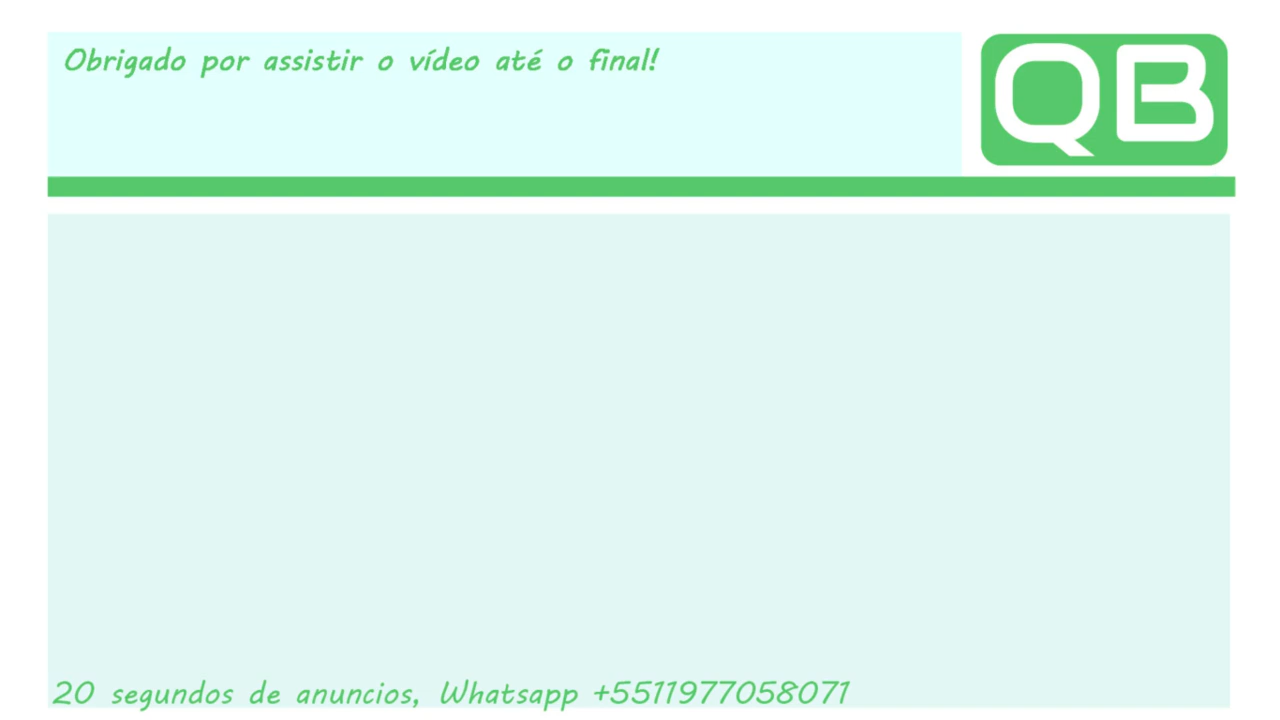 Obrigado por assistir o vídeo até o final!
QB
20 segundos de anuncios, Whatsapp +5511977058071